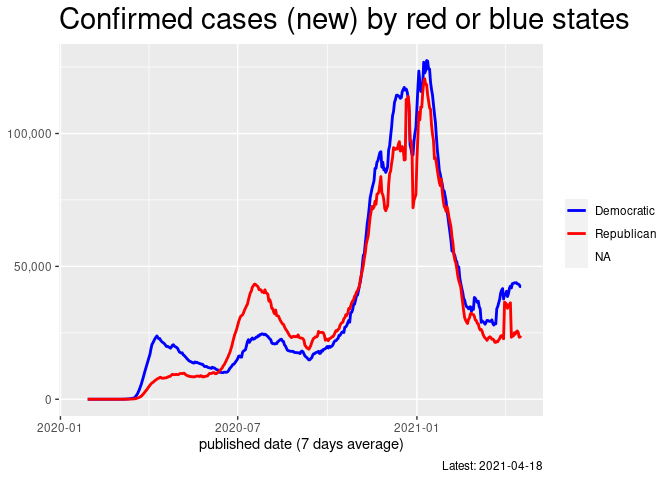 Confirmed cases (new) by red or blue states
100,000
50,000
0
2020-01
2020-07
2021-01
published date (7 days average)
Democratic
Republican
NA
Latest: 2021-04-18